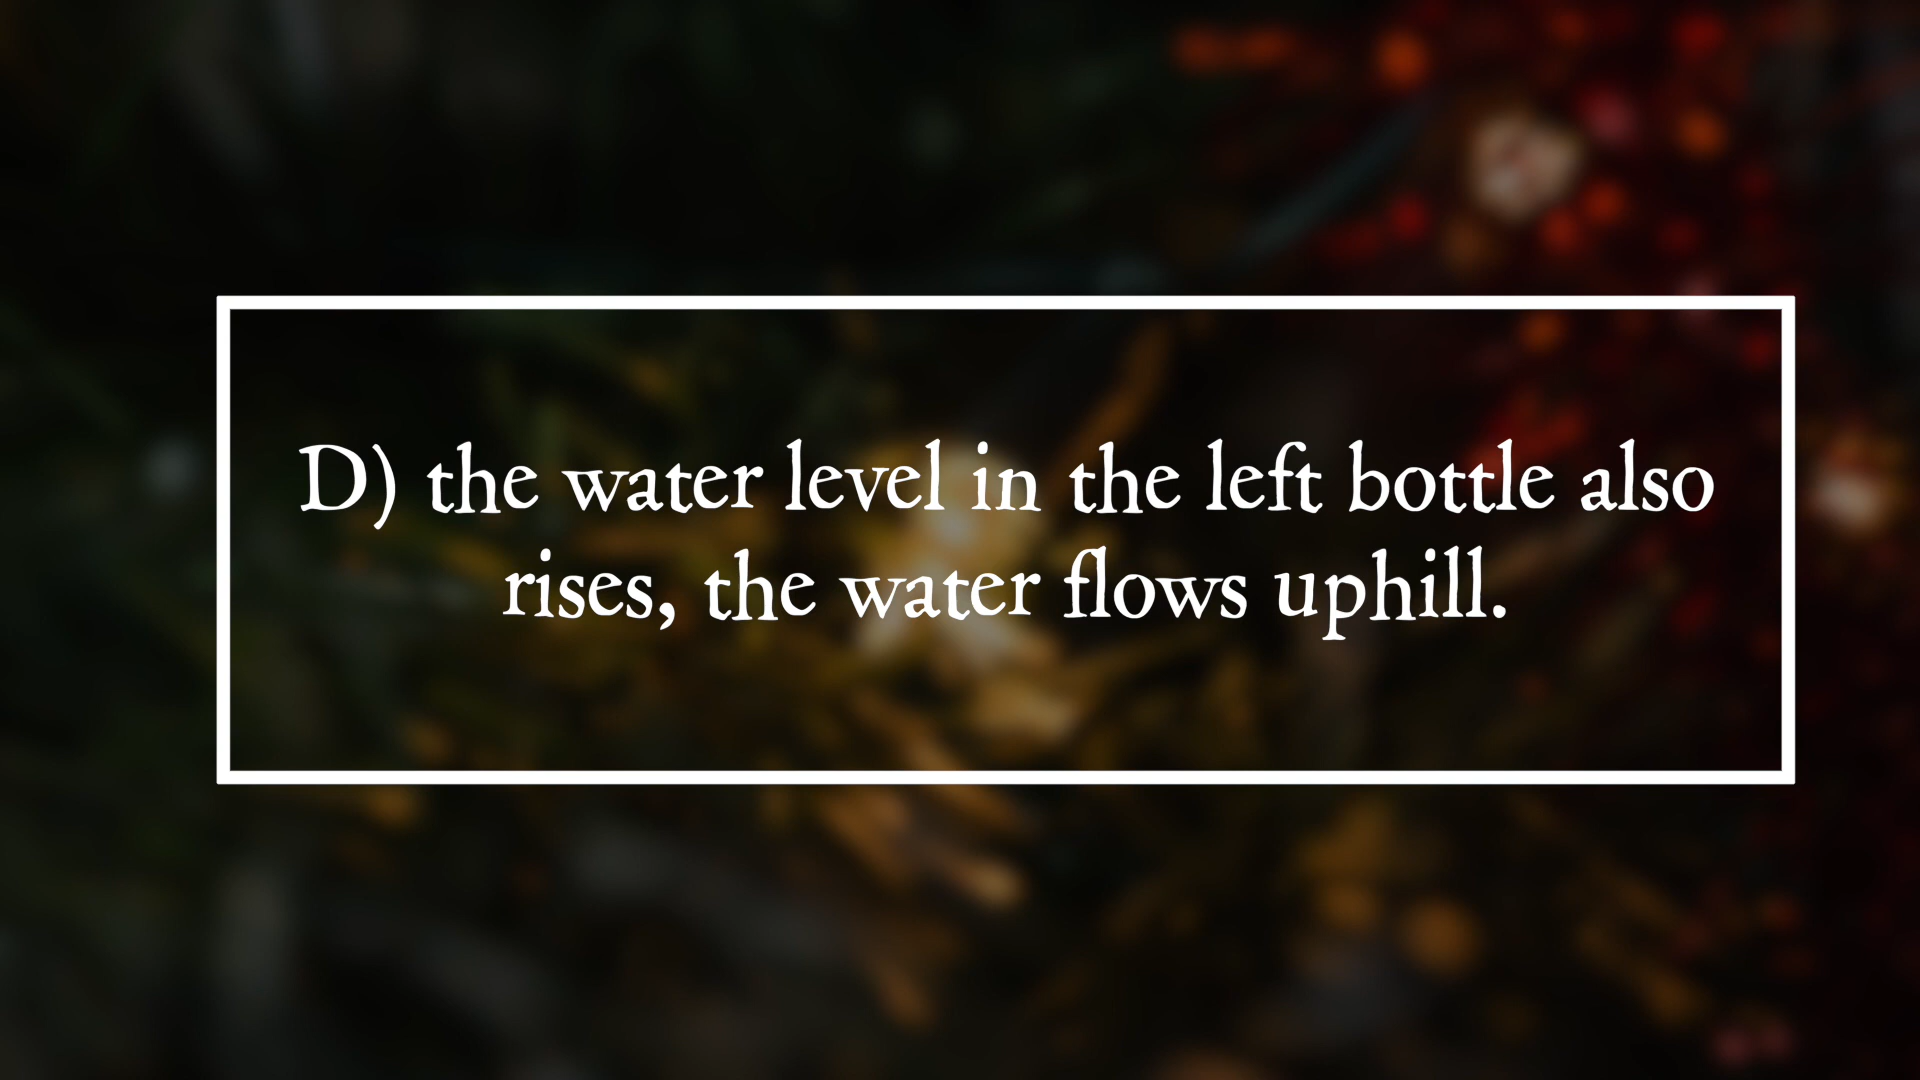 D) the water level in the left bottle also
rises, the water flows uphill.